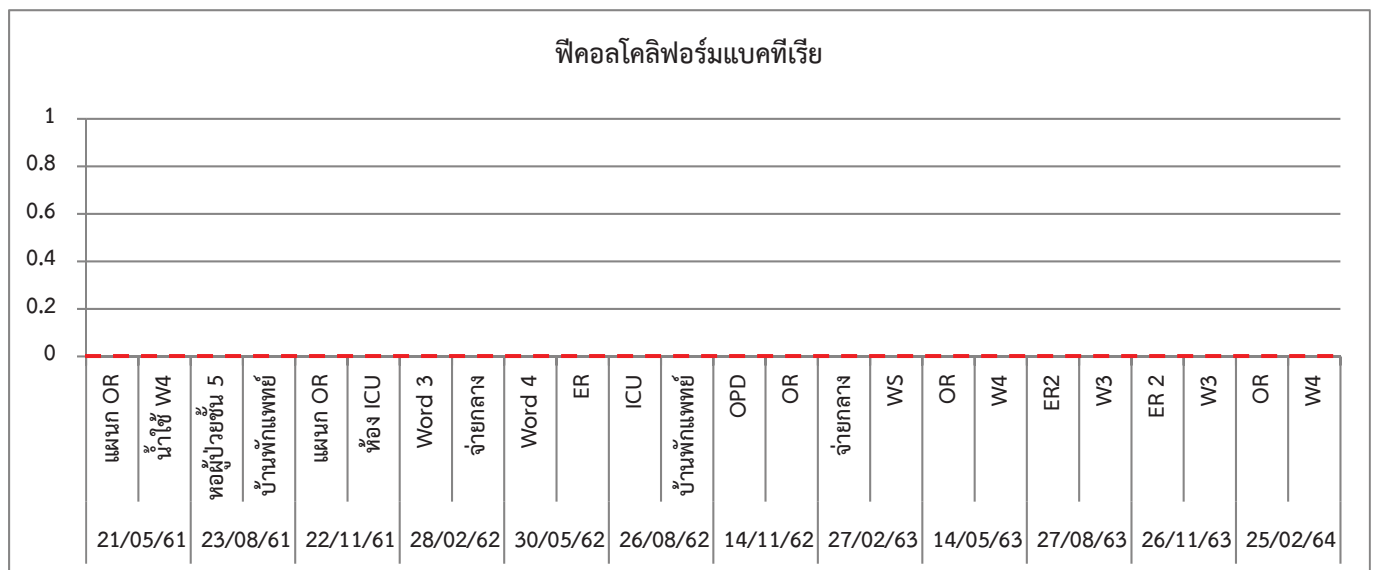 ฟีคอลโคลิฟอร์มแบคทีเรีย
1
0.8
0.6
0.4
0.2
0
แผนก OR
น้ำใช้ W4
หอผู้ป่วยชั้น 5
บ้านพักแพทย์
แผนก OR
ห้อง ICU
Word 3
จ่ายกลาง
Word 4
ER
ICU
บ้านพักแพทย์
OPD
OR
จ่ายกลาง
WS
OR
W4
ER2
W3
ER 2
W3
OR
W4
21/05/61 23/08/61 22/11/61 28/02/62 30/05/62 26/08/62 14/11/62 27/02/63 14/05/63 27/08/63 26/11/63 25/02/64